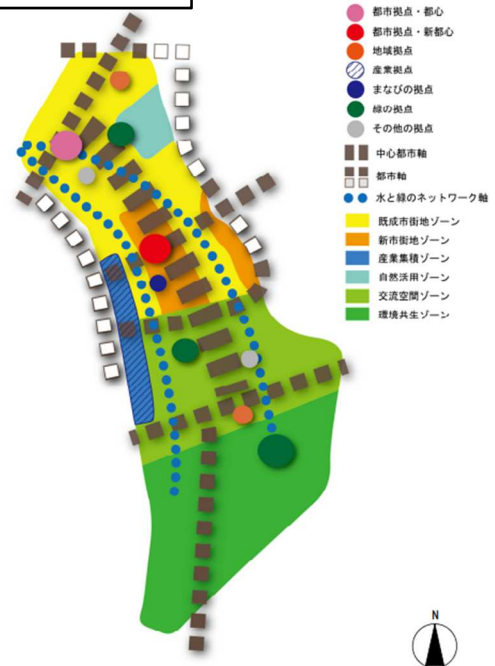 都市拠点・都心
都市拠点・新都心
地域拠点
産業拠点
まなびの拠点
緑の拠点
その他の拠点
中心都市軸
都市軸
水と緑のネットワーク軸
既成市街地ゾーン
新市街地ゾーン
産業集積ゾーン
自然活用ゾーン
交流空間ゾーン
環境共生ゾーン
N